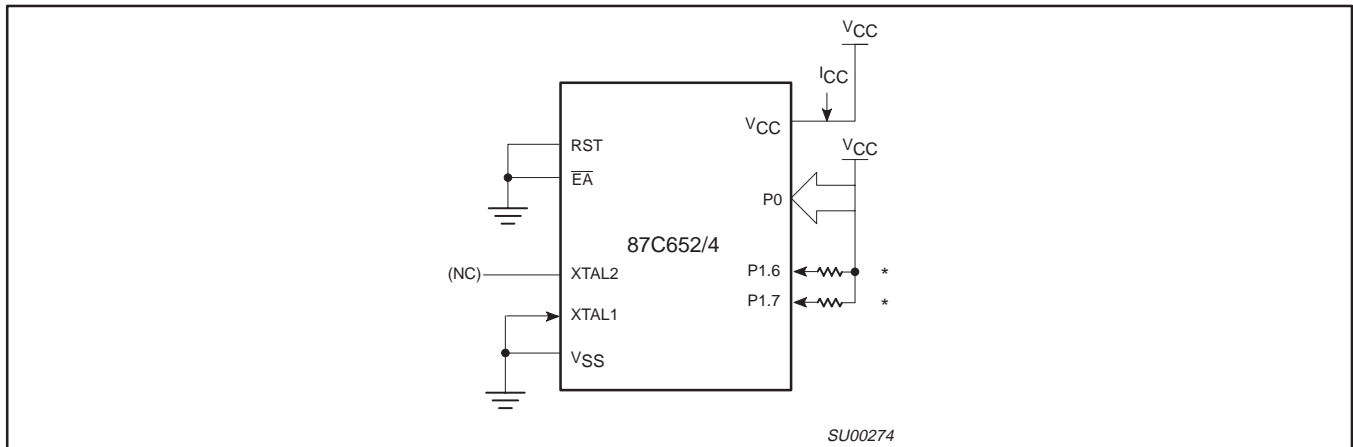 VCC
ICC
VCC
VCC
RST
EA
P0
87C652/4
(NC)
XTAL2
P1.6
*
P1.7
*
XTAL1
VSS
SU00274